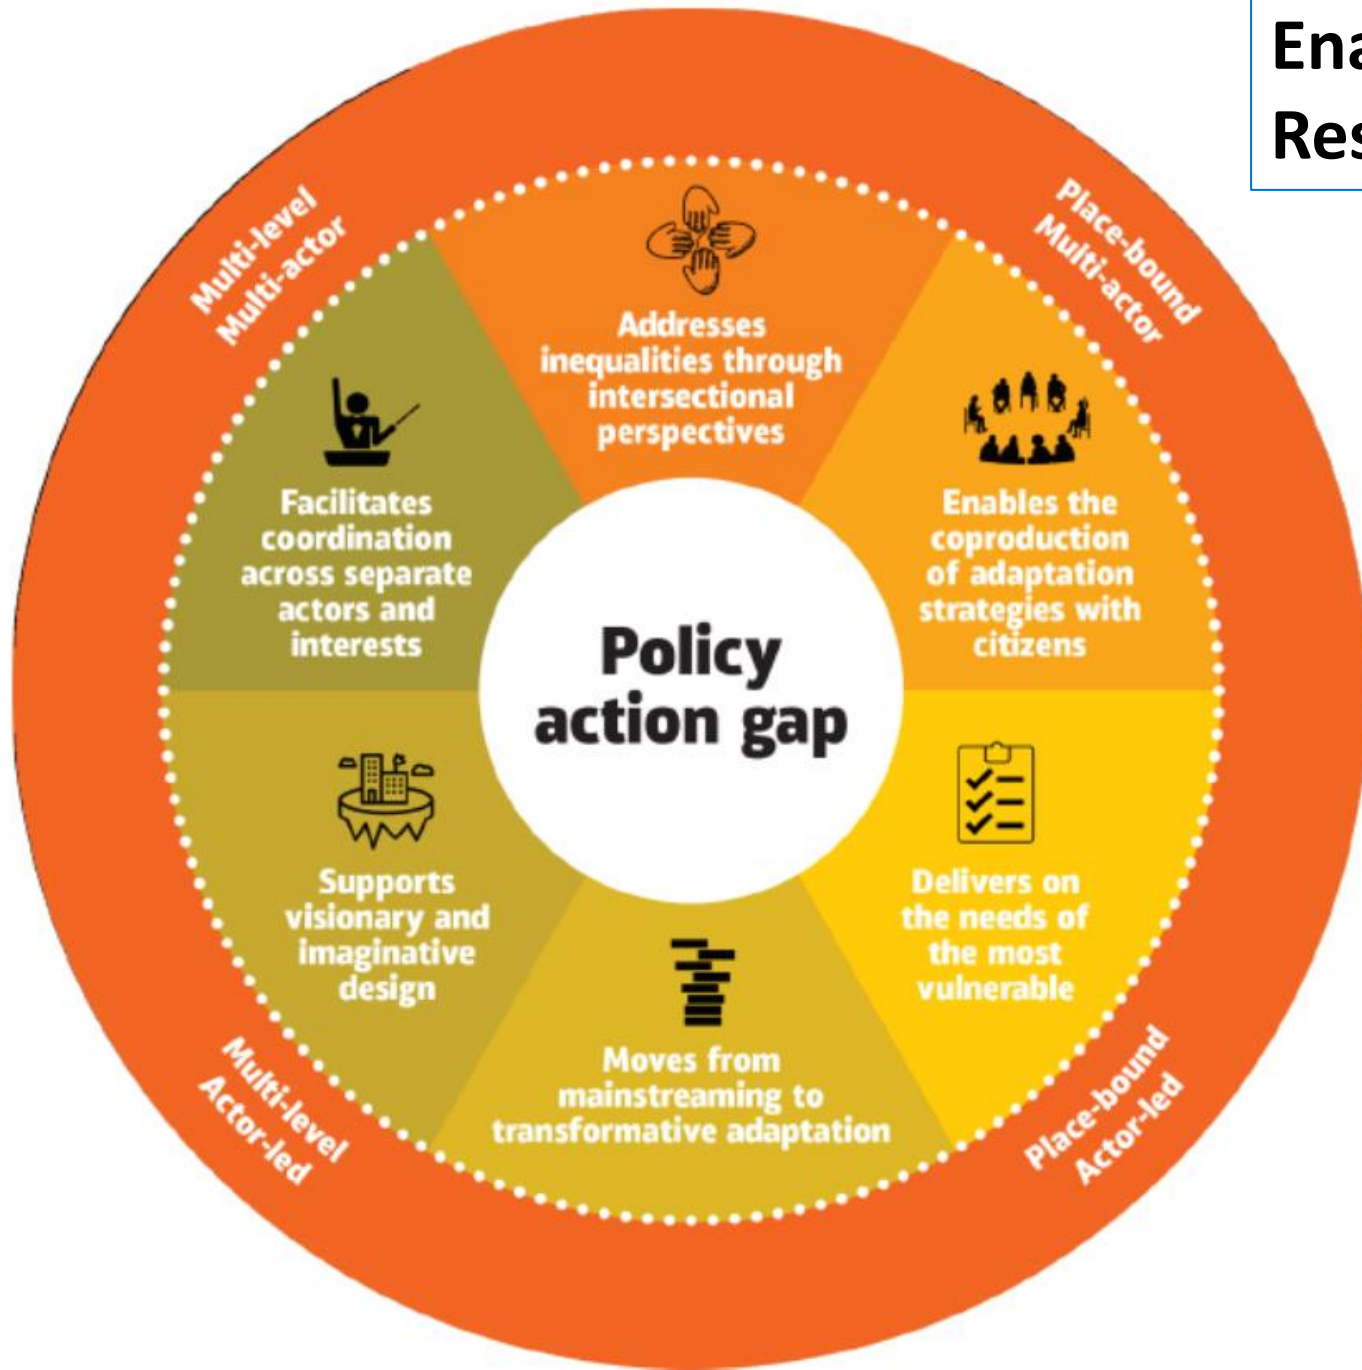 Ena
Res
Multi-level
Multi-actor
Place-bound
Multi-actor
Addresses
inequalities through
intersectional
perspectives
Facilitates
coordination
across separate
actors and
interests
Enables the
coproduction
of adaptation
strategies with
citizens
Policy
action gap
Supports
visionary and
imaginative
design
Delivers on
the needs of
the most
vulnerable
Moves from
mainstreaming to
transformative adaptation
Multi-level
Actor-led
Place-bound
Actor-led